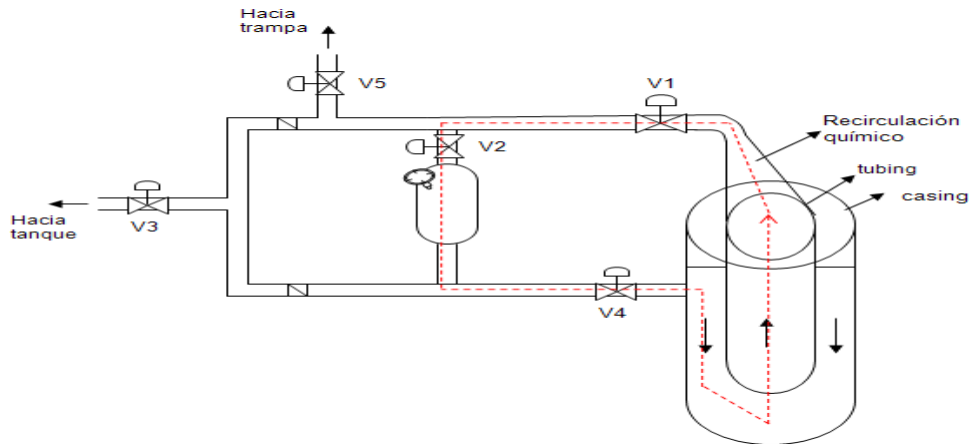 Hacia
trampa
V5
V1
Recirculación
químico
V2
tubing
casing
Hacia
tanque
V3
V4